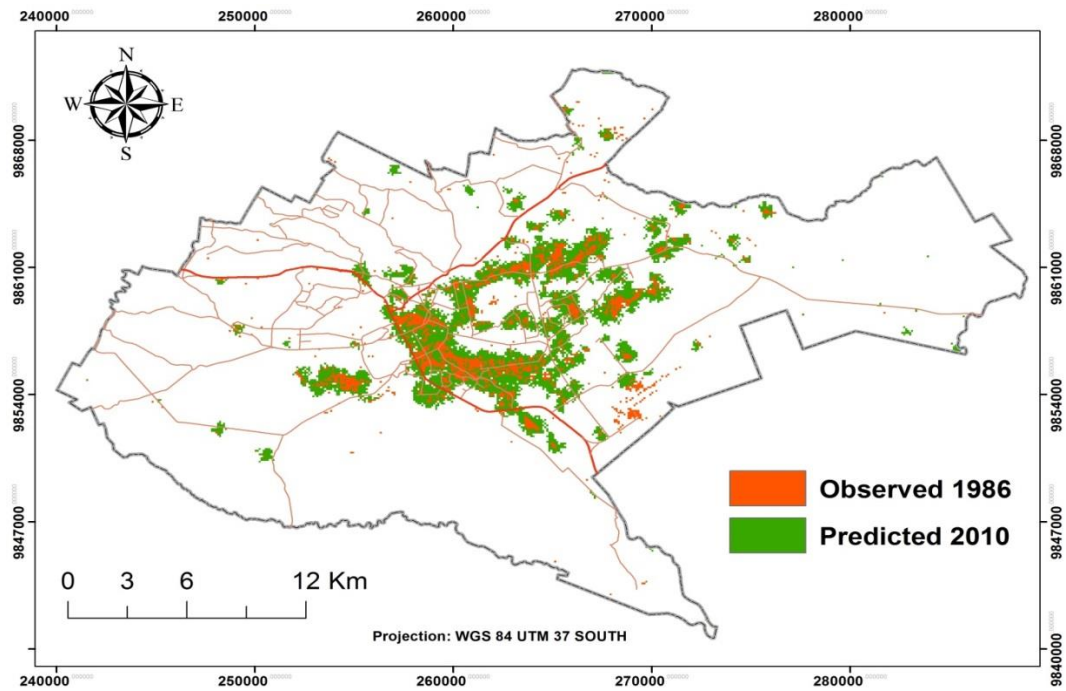 240000 250000 260000 270000 280000
N
W E
S
9868000 9868000
9861000 9861000
9854000 9854000
9847000 9847000
9840000
Observed 1986
Predicted 2010
0 3 6 12 Km
Projection: WGS 84 UTM 37 SOUTH
240000 250000 260000 270000 280000